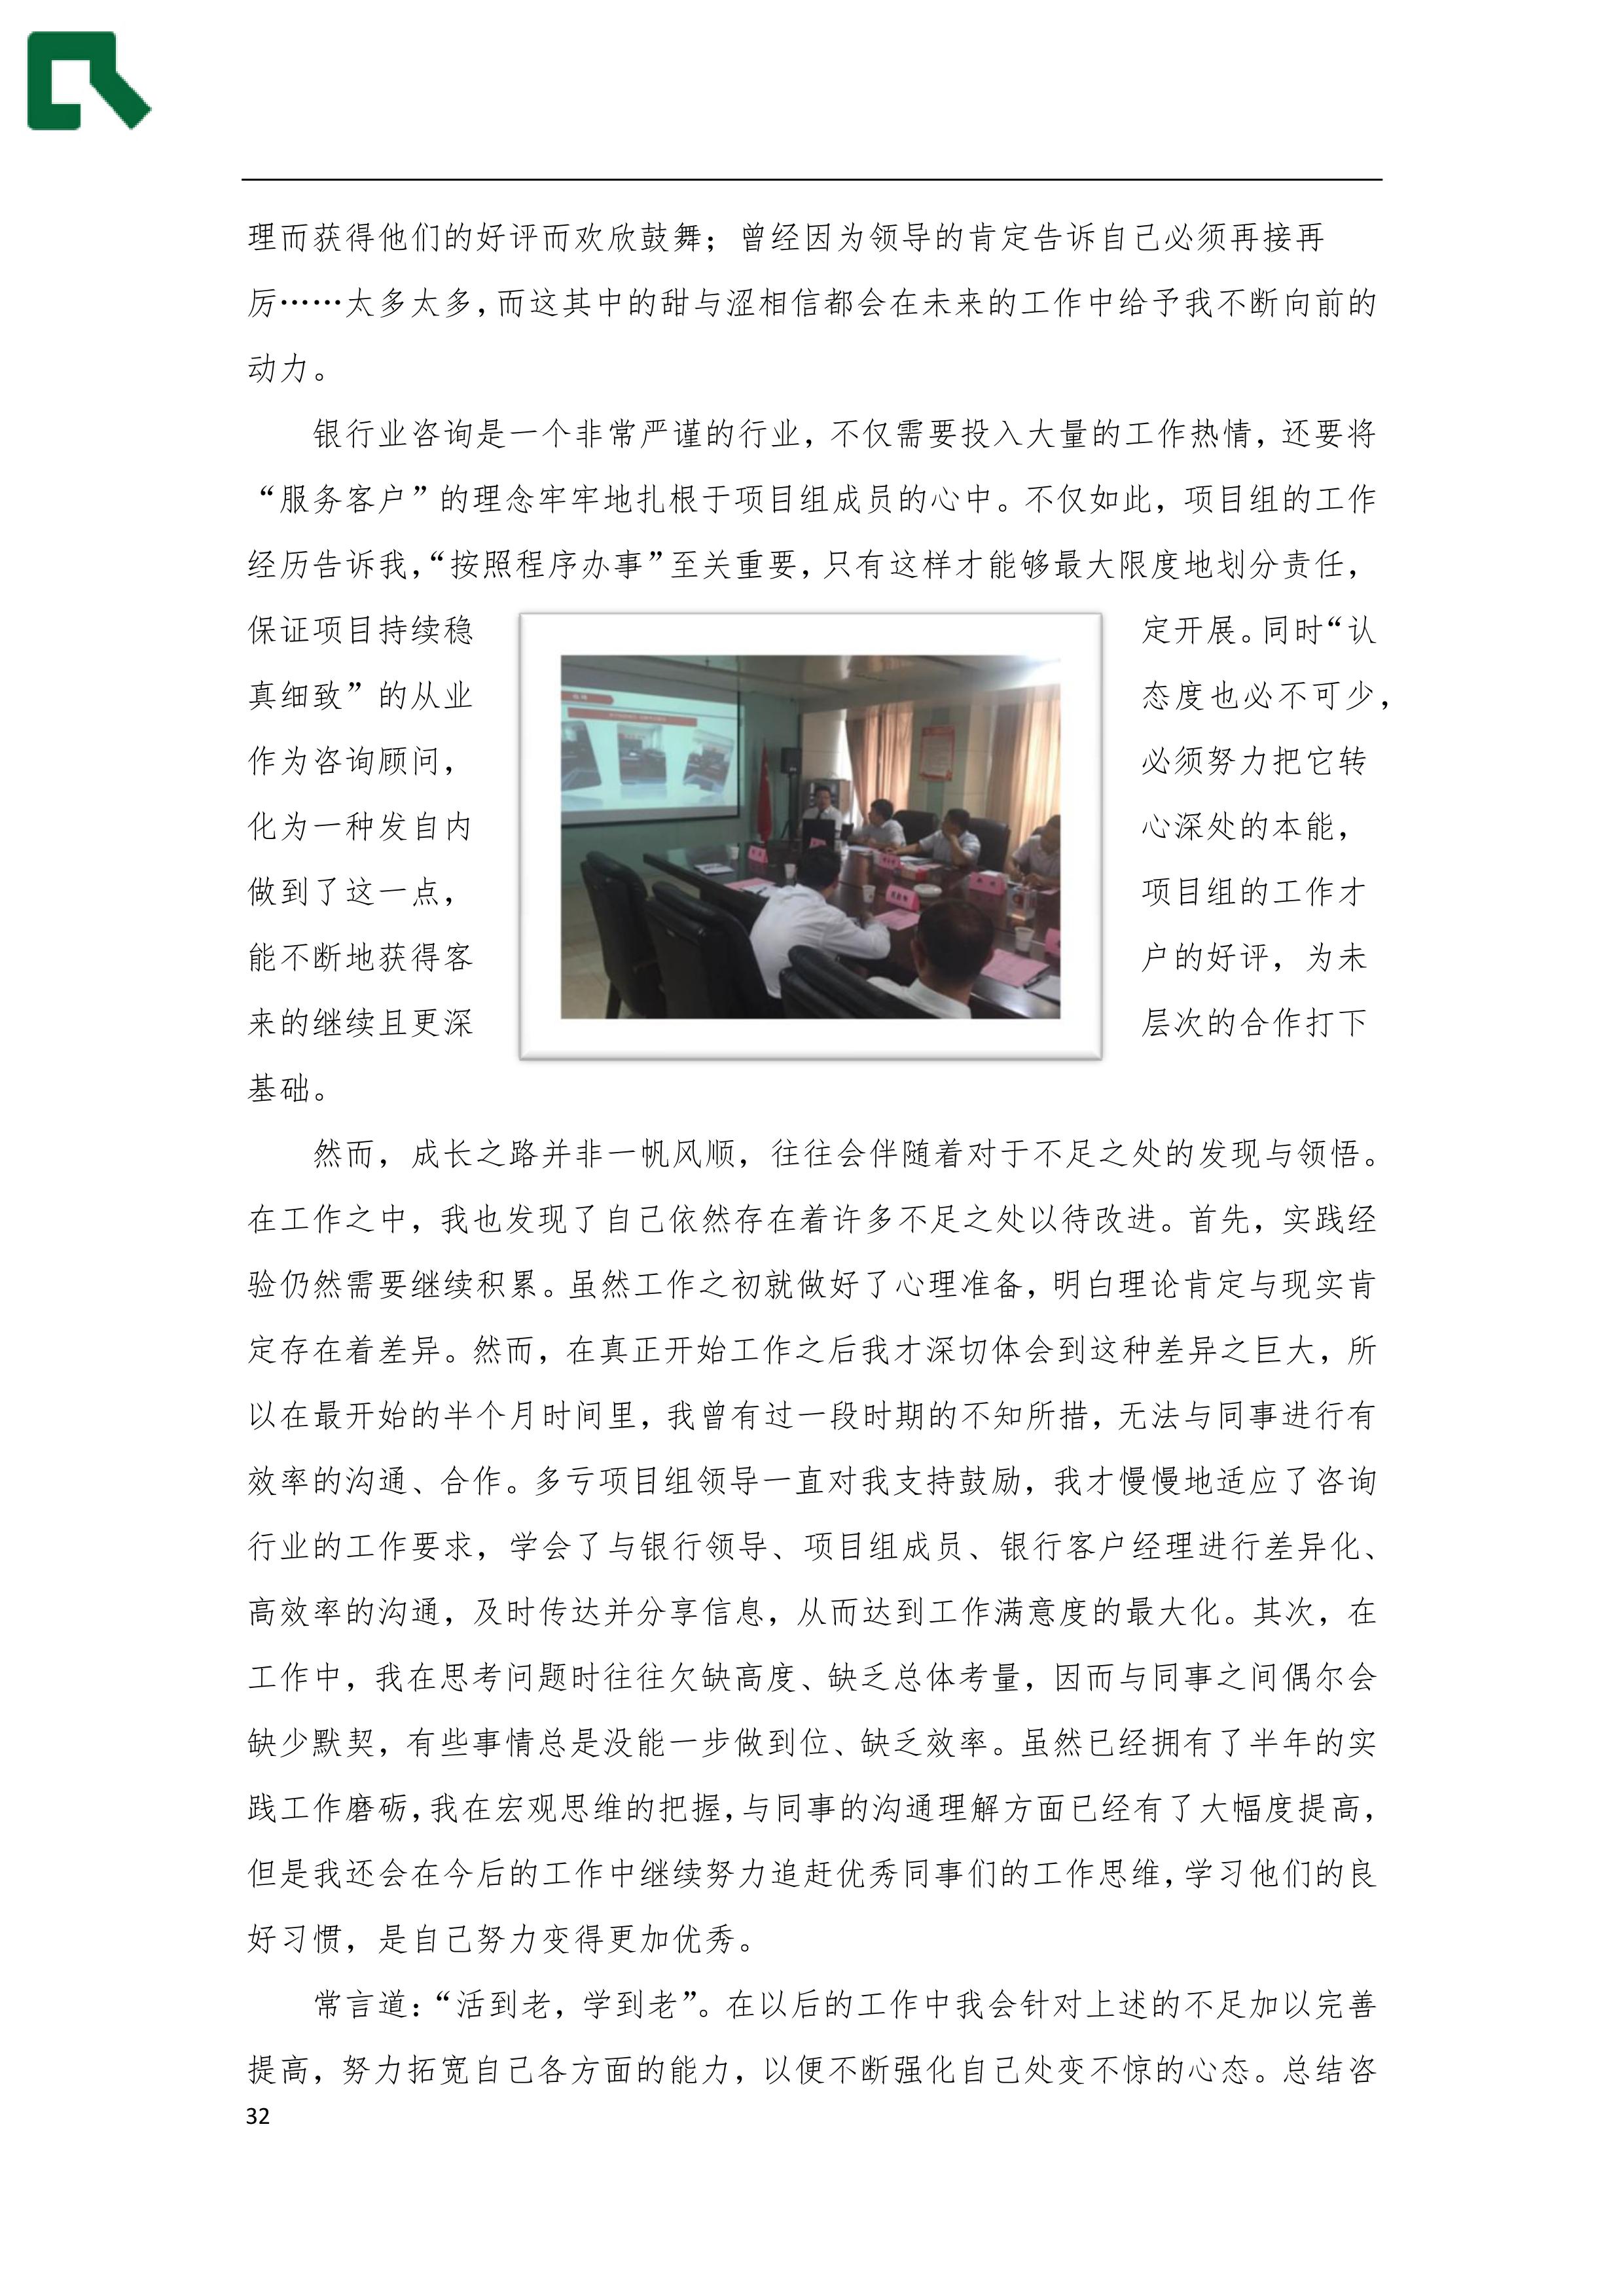 理而获得他们的好评而欢欣鼓舞；曾经因为领导的肯定告诉自己必须再接再
厉……太多太多，而这其中的甜与涩相信都会在未来的工作中给予我不断向前的
动力。
银行业咨询是一个非常严谨的行业，不仅需要投入大量的工作热情，还要将
“服务客户”的理念牢牢地扎根于项目组成员的心中。不仅如此，项目组的工作
经历告诉我，“按照程序办事”至关重要，只有这样才能够最大限度地划分责任，
保证项目持续稳定开展。同时“认
真细致”的从业态度也必不可少，
作为咨询顾问，必须努力把它转
化为一种发自内心深处的本能，
做到了这一点，项目组的工作才
能不断地获得客户的好评，为未
来的继续且更深层次的合作打下
基础。
然而，成长之路并非一帆风顺，往往会伴随着对于不足之处的发现与领悟。
在工作之中，我也发现了自己依然存在着许多不足之处以待改进。首先，实践经
验仍然需要继续积累。虽然工作之初就做好了心理准备，明白理论肯定与现实肯
定存在着差异。然而，在真正开始工作之后我才深切体会到这种差异之巨大，所
以在最开始的半个月时间里，我曾有过一段时期的不知所措，无法与同事进行有
效率的沟通、合作。多亏项目组领导一直对我支持鼓励，我才慢慢地适应了咨询
行业的工作要求，学会了与银行领导、项目组成员、银行客户经理进行差异化、
高效率的沟通，及时传达并分享信息，从而达到工作满意度的最大化。其次，在
工作中，我在思考问题时往往欠缺高度、缺乏总体考量，因而与同事之间偶尔会
缺少默契，有些事情总是没能一步做到位、缺乏效率。虽然已经拥有了半年的实
践工作磨砺，我在宏观思维的把握，与同事的沟通理解方面已经有了大幅度提高，
但是我还会在今后的工作中继续努力追赶优秀同事们的工作思维，学习他们的良
好习惯，是自己努力变得更加优秀。
常言道：“活到老，学到老”。在以后的工作中我会针对上述的不足加以完善
提高，努力拓宽自己各方面的能力，以便不断强化自己处变不惊的心态。总结咨
32